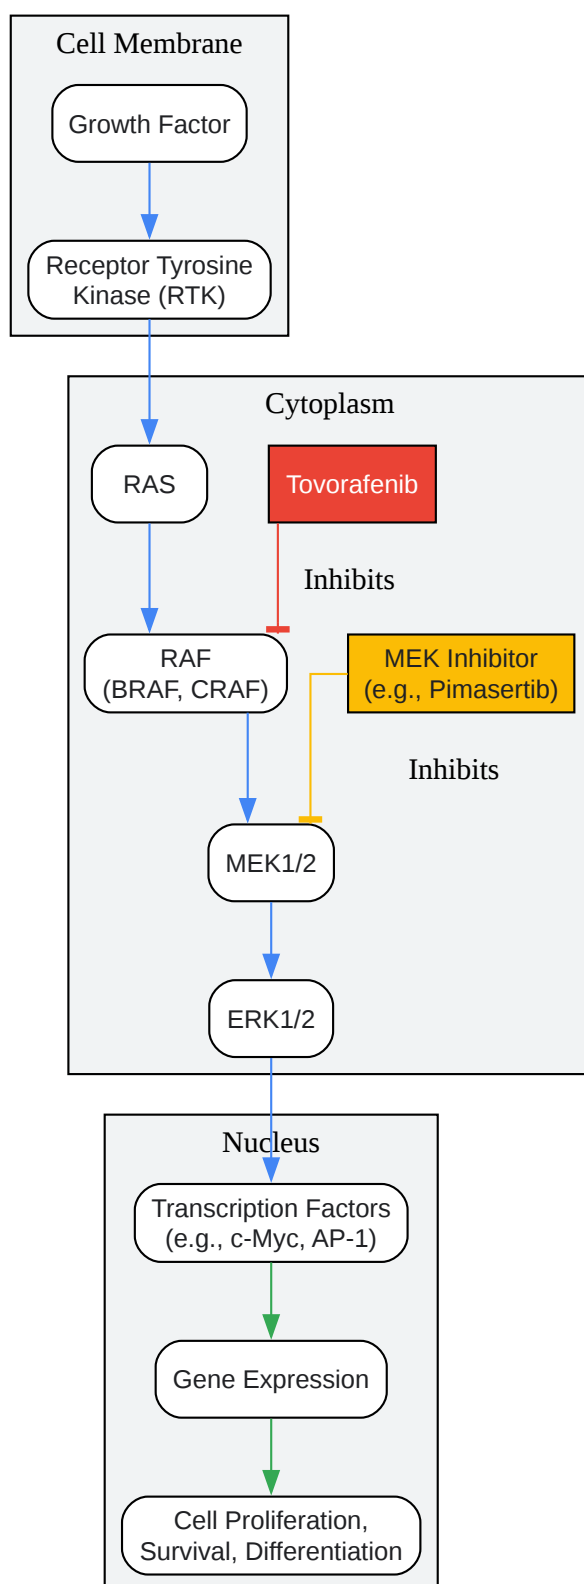 Cell Membrane
Growth Factor
Receptor Tyrosine
Kinase (RTK)
Cytoplasm
RAS
Tovorafenib
Inhibits
RAF
(BRAF, CRAF)
MEK Inhibitor
(e.g., Pimasertib)
Inhibits
MEK1/2
ERK1/2
Nucleus
Transcription Factors
(e.g., c-Myc, AP-1)
Gene Expression
Cell Proliferation,
Survival, Differentiation